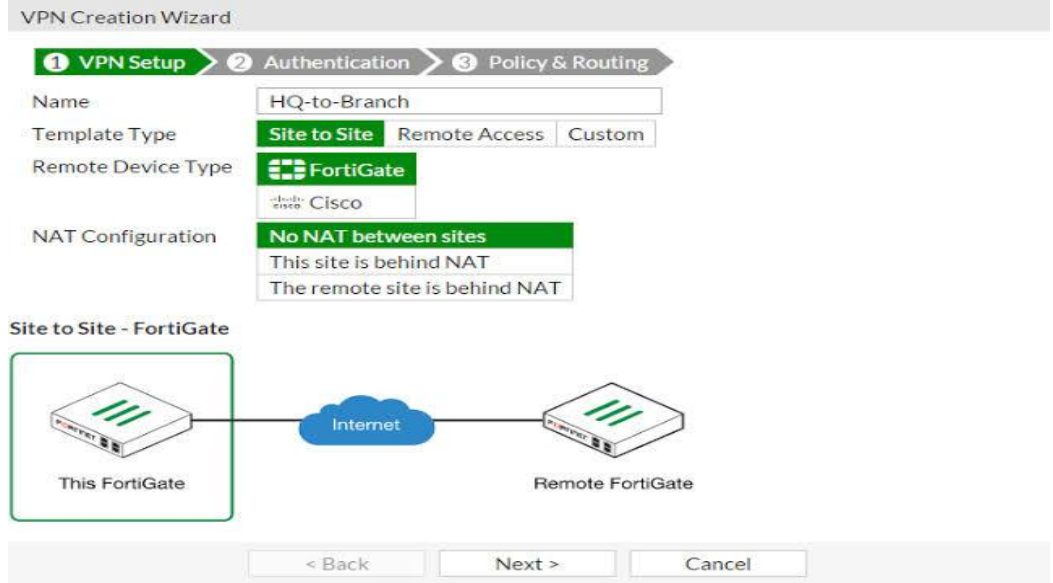 VPN Creation Wizard
1 VPN Setup 2 Authentication 3 Policy & Routing
Name HQ-to-Branch
Template Type Site to Site Remote Access Custom
Remote Device Type FortiGate
cisco Cisco
NAT Configuration No NAT between sites
This site is behind NAT
The remote site is behind NAT
Site to Site - FortiGate
Internet
FORTINET
FORTINET
This FortiGate
Remote FortiGate
< Back Next > Cancel